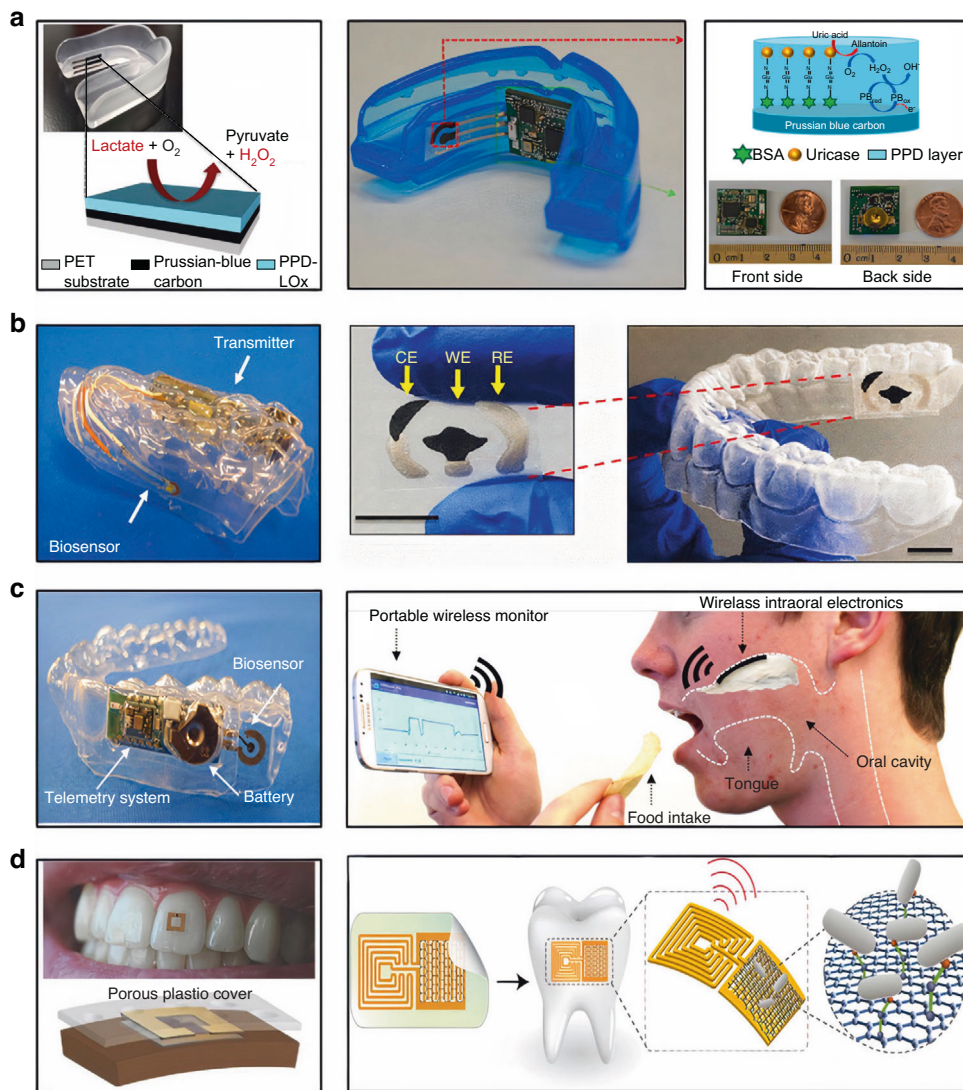 a
Lactate + O2
Pyruvate
+ H2O2
PET
substrate
Prussian-blue
carbon
PPD-
LOx
Uric acid
Allantoin
O2
H2O2
OH-
PBred
PBox
e-
Prussian blue carbon
BSA
Uricase
PPD layer
0 cm 1 2 3 4
0 cm 1 2 3 4
Front side
Back side
b
Transmitter
Biosensor
CE
WE
RE
c
Biosensor
Telemetry system
Battery
Portable wireless monitor
Wirelass intraoral electronics
Oral cavity
Tongue
Food intake
d
Porous plastio cover